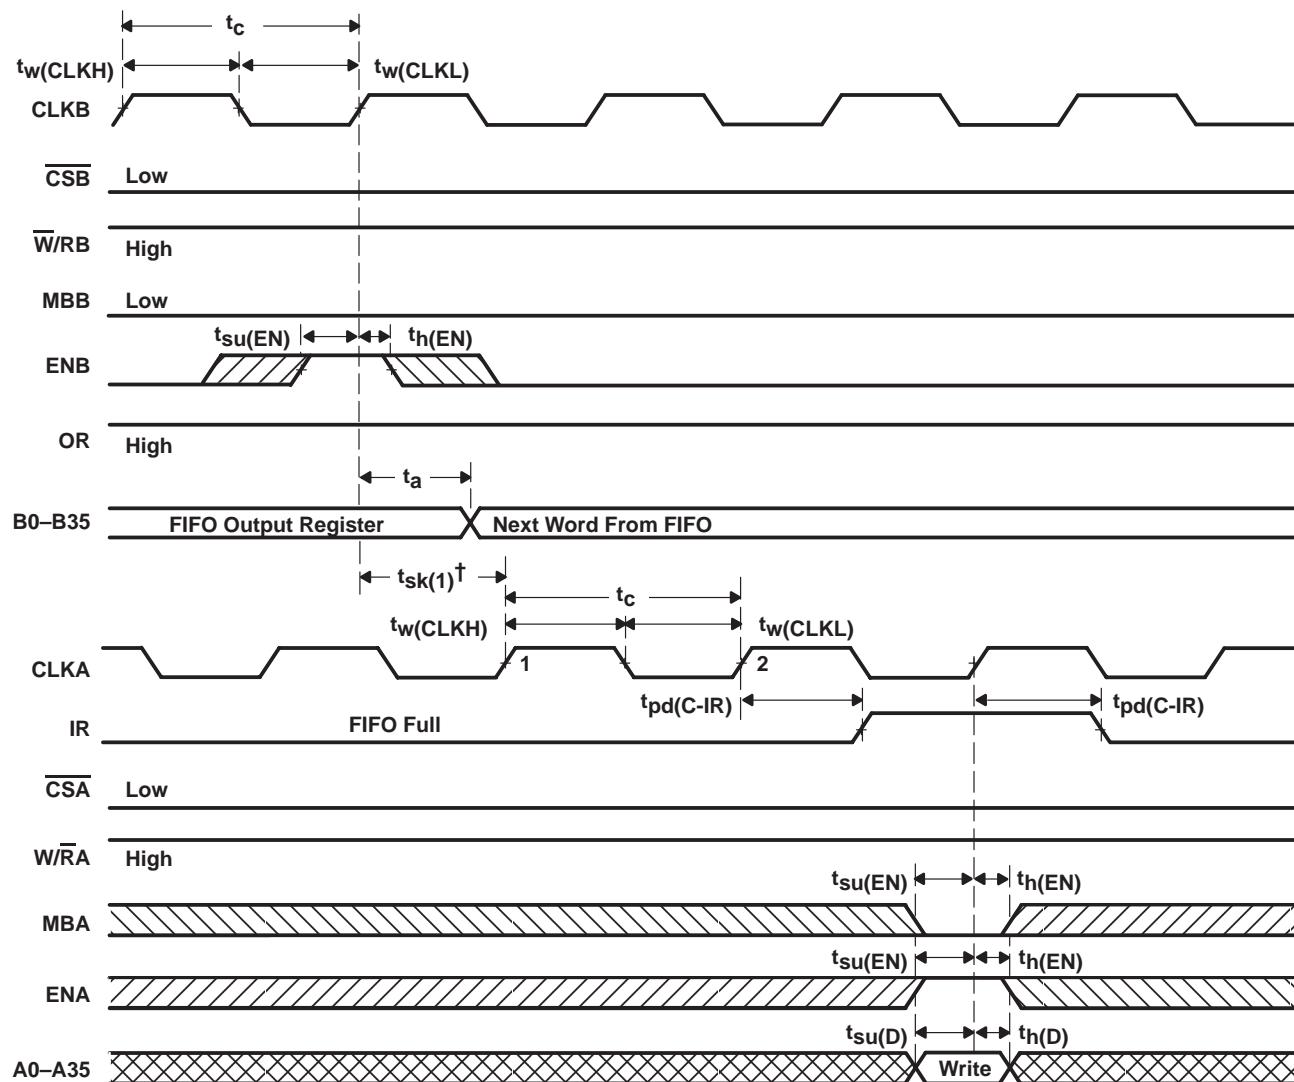 tc
tw(CLKH)
tw(CLKL)
CLKB
CSB
Low
W/RB
High
MBB
Low
tsu(EN)
th(EN)
ENB
OR
High
ta
B0–B35
FIFO Output Register
Next Word From FIFO
tsk(1)†
tc
tw(CLKH)
tw(CLKL)
CLKA
1
2
tpd(C-IR)
tpd(C-IR)
IR
FIFO Full
CSA
Low
W/RA
High
tsu(EN)
th(EN)
MBA
tsu(EN)
th(EN)
ENA
tsu(D)
th(D)
A0–A35
Write